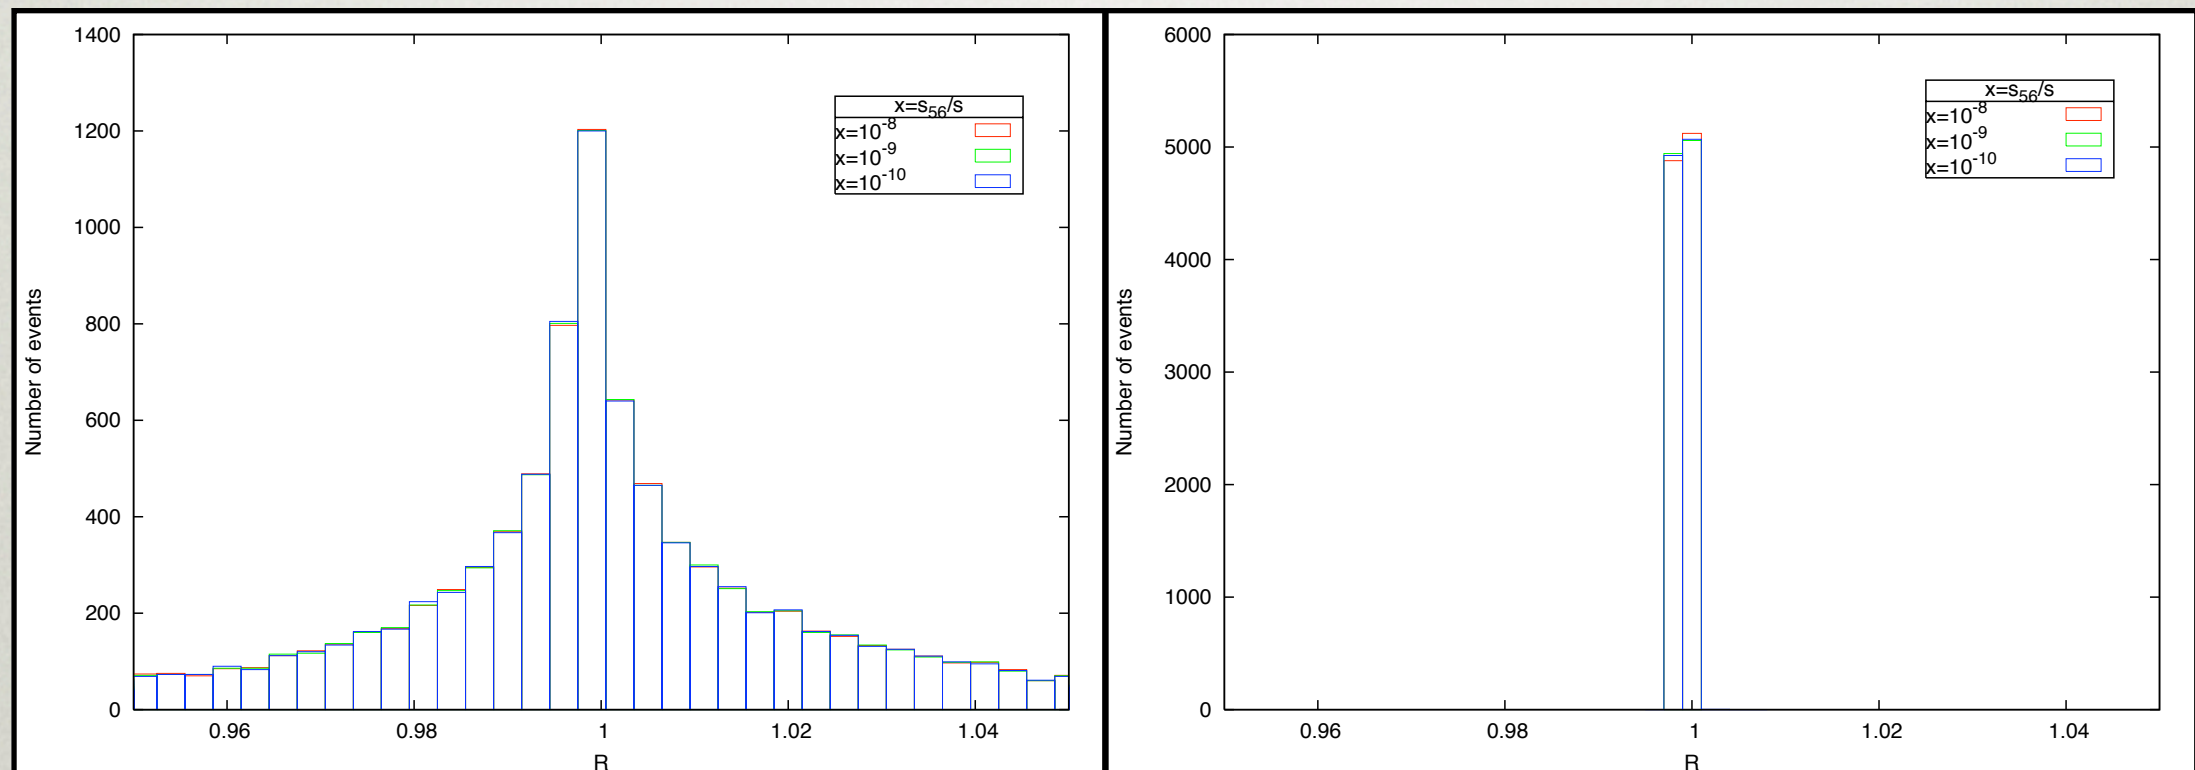 1400
1200
1000
800
600
400
200
0
0.96 0.98 1 1.02 1.04
Number of events
R
x=s56/s
x=10-8
x=10-9
x=10-10
6000
5000
4000
3000
2000
1000
0
0.96 0.98 1 1.02 1.04
Number of events
R
x=s56/s
x=10-8
x=10-9
x=10-10